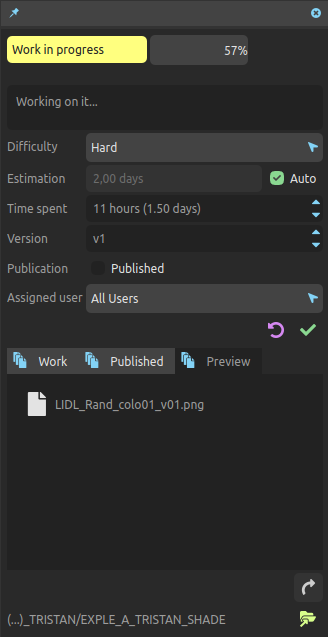 Work in progress 57%
Working on it...
Difficulty Hard
Estimation 2,00 days Auto
Time spent 11 hours (1.50 days)
Version v1
Publication Published
Assigned user All Users
Work Published Preview
LIDL_Rand_colo01_v01.png
(...)_TRISTAN/EXPLE_A_TRISTAN_SHADE